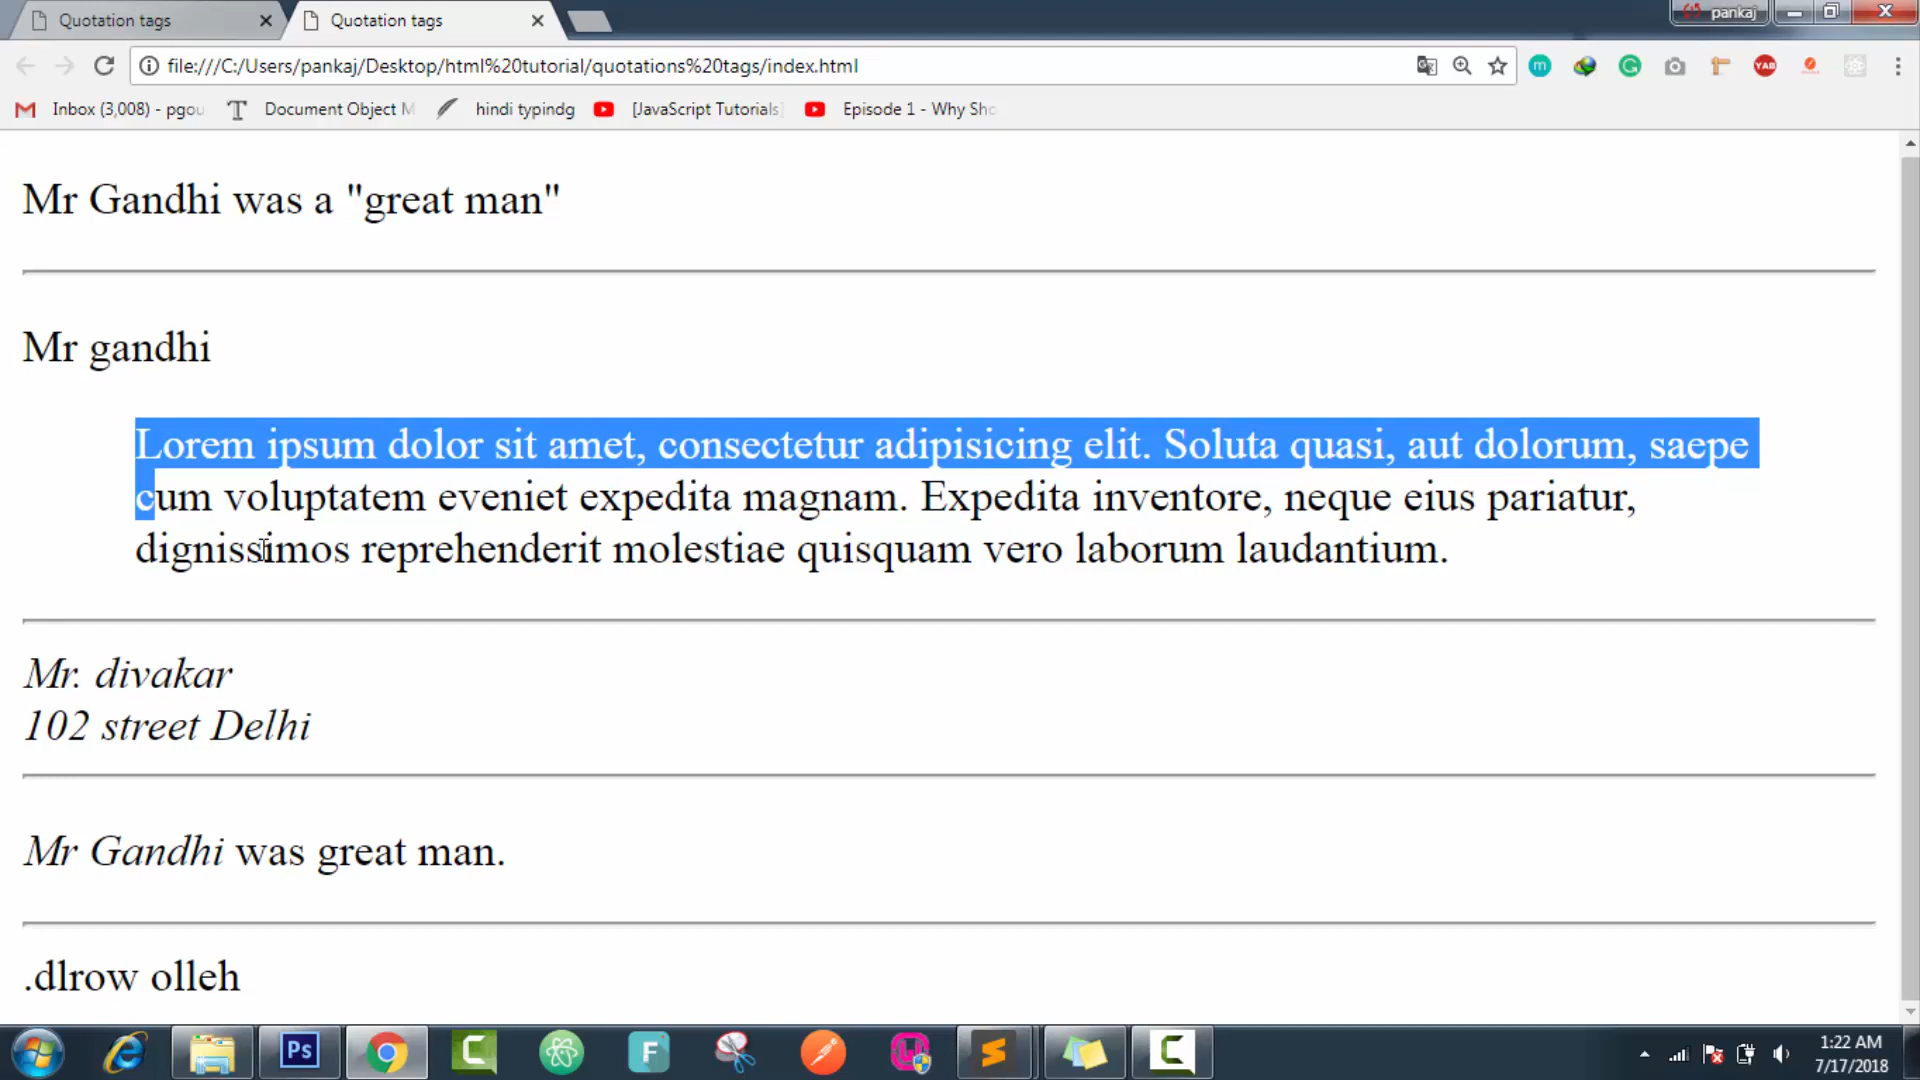 Quotation tags
Quotation tags
pankaj
file:///C:/Users/pankaj/Desktop/html%20tutorial/quotations%20tags/index.html
Inbox (3,008) - pgou
Document Object M
hindi typindg
[JavaScript Tutorials]
Episode 1 - Why Sho
Mr Gandhi was a "great man"
Mr gandhi
Lorem ipsum dolor sit amet, consectetur adipisicing elit. Soluta quasi, aut dolorum, saepe
cum voluptatem eveniet expedita magnam. Expedita inventore, neque eius pariatur,
dignissimos reprehenderit molestiae quisquam vero laborum laudantium.
Mr. divakar
102 street Delhi
Mr Gandhi was great man.
.dlrow olleh
Ps
1:22 AM
7/17/2018